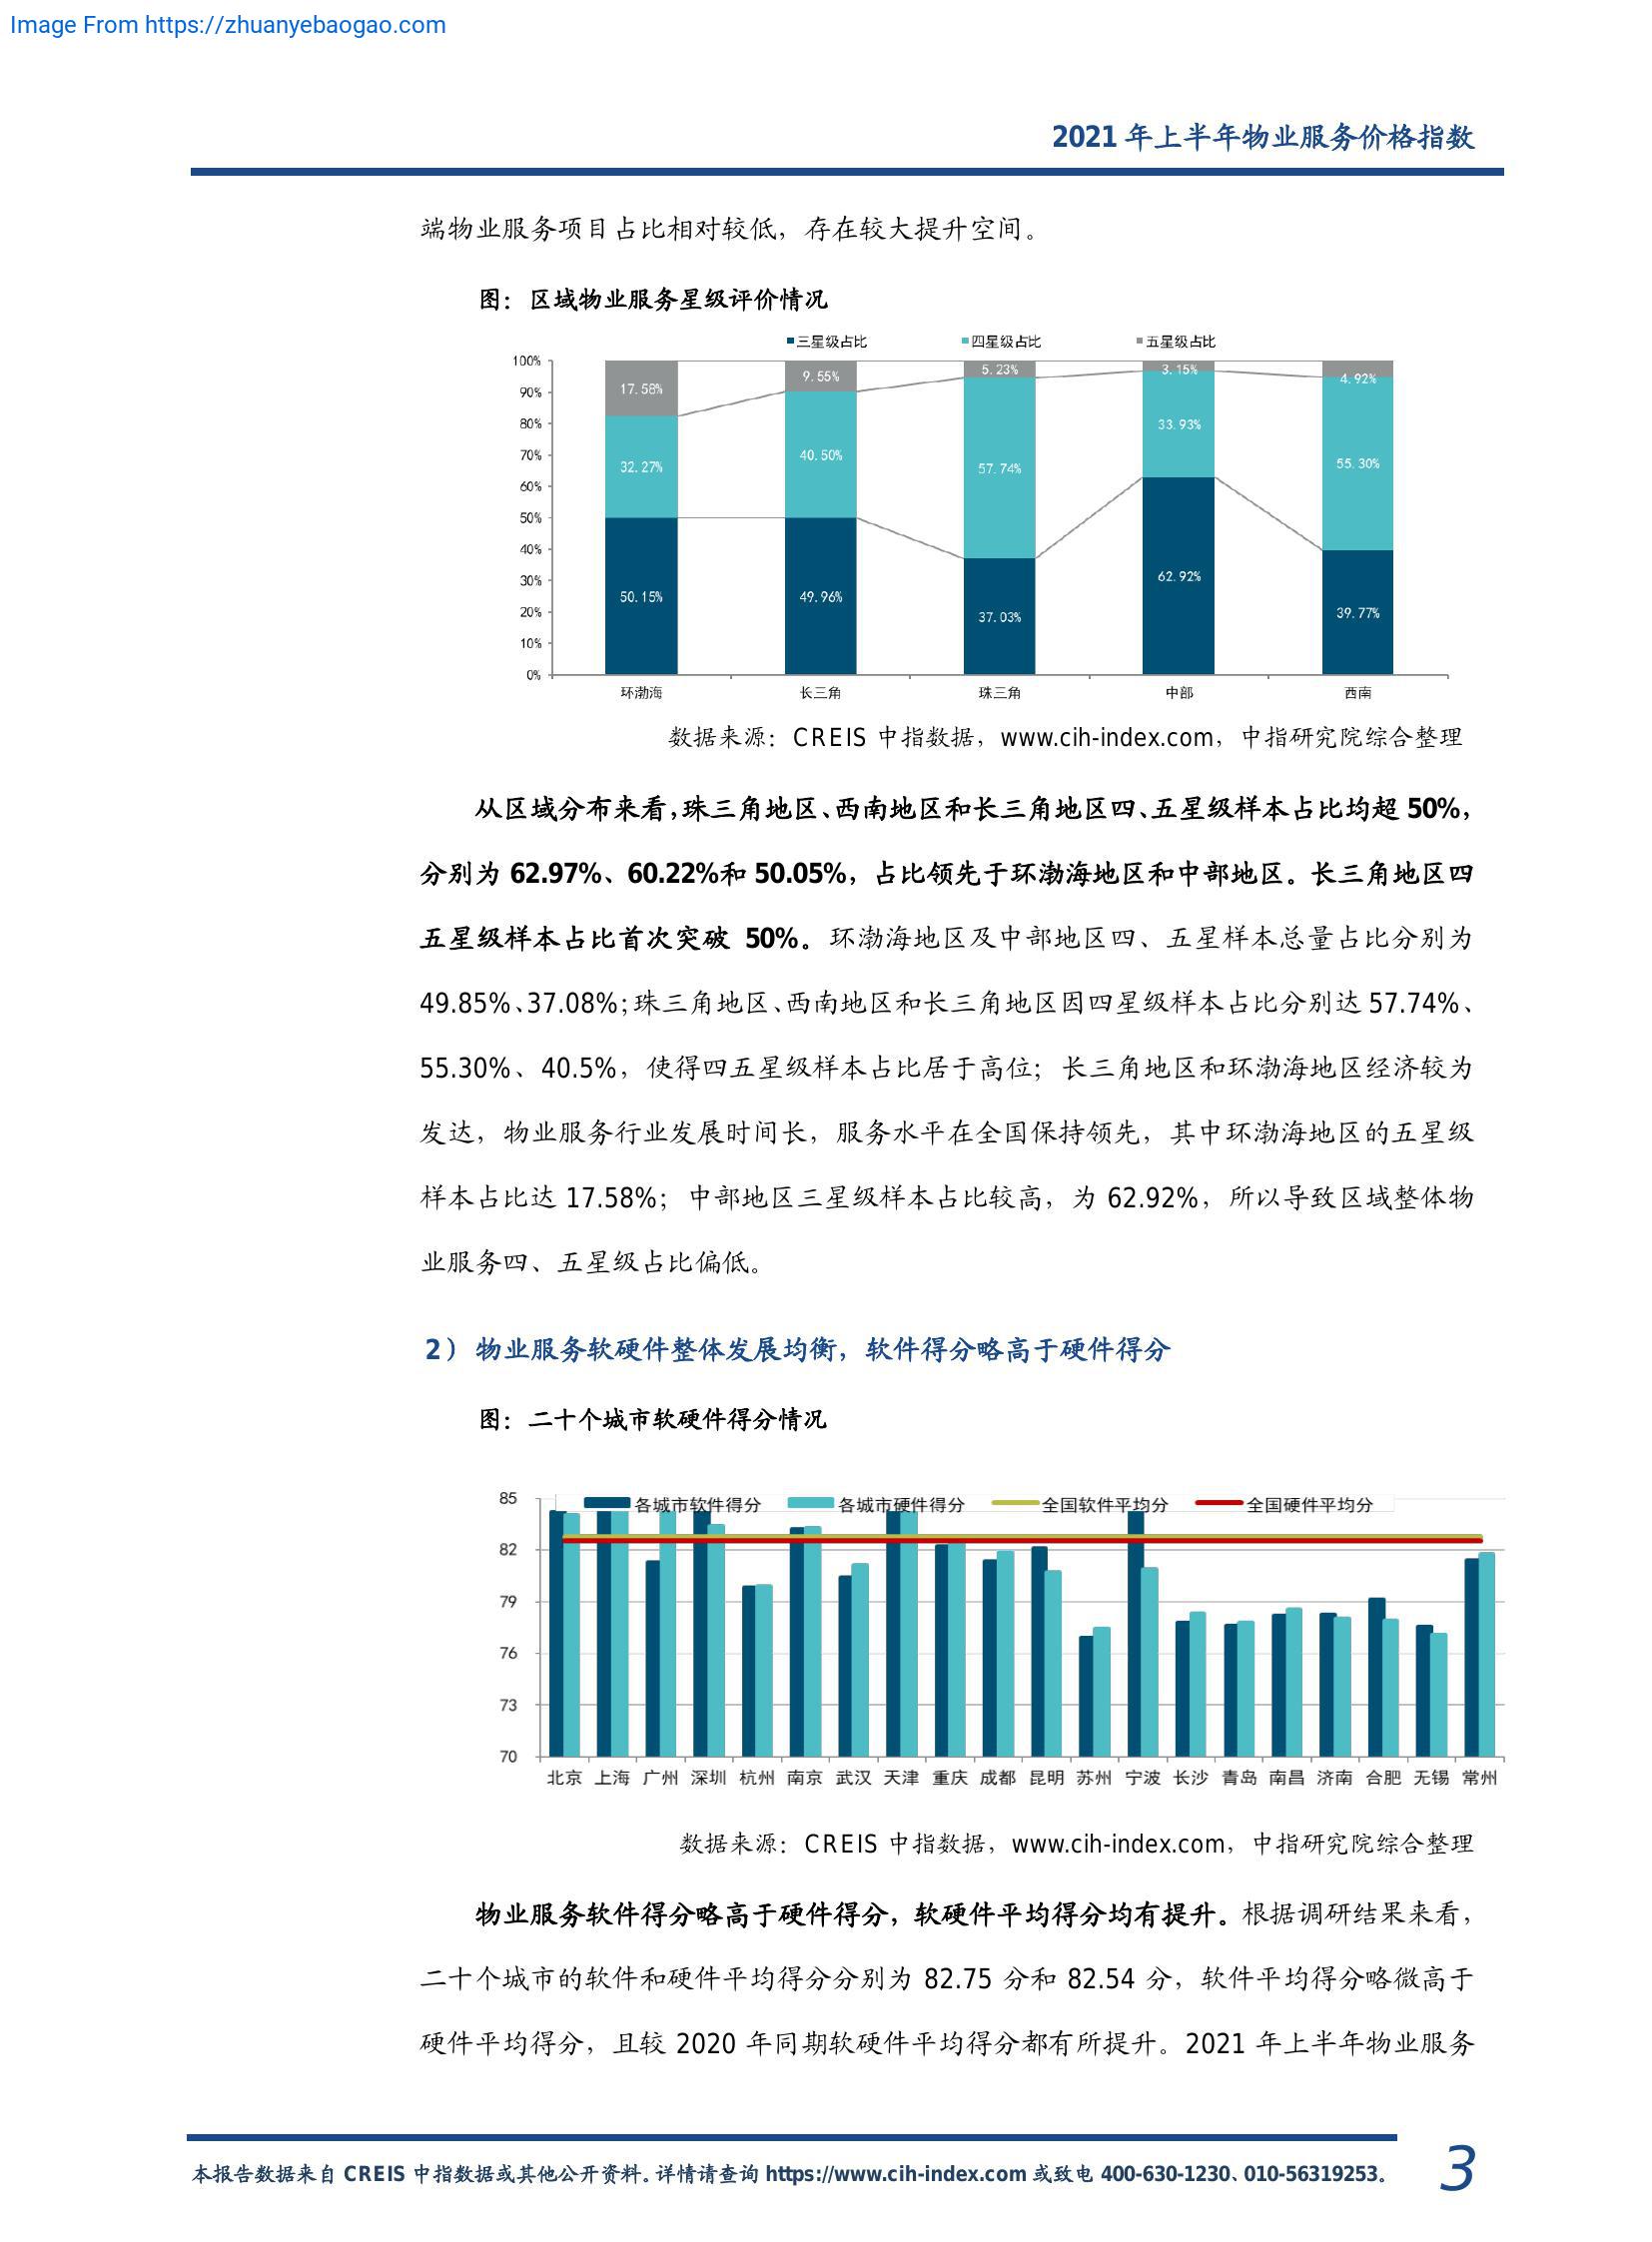 Image From https://zhuanyebaogao.com
2021 年上半年物业服务价格指数
端物业服务项目占比相对较低，存在较大提升空间。
图：区域物业服务星级评价情况
三星级占比 四星级占比 五星级占比
100%
90%
80%
70%
60%
50%
40%
30%
20%
10%
0%
17.58% 9.55% 5.23% 3.15% 4.92%
32.27% 40.50% 57.74% 33.93% 55.30%
50.15% 49.96% 37.03% 62.92% 39.77%
环渤海 长三角 珠三角 中部 西南
数据来源：CREIS 中指数据，www.cih-index.com，中指研究院综合整理
从区域分布来看，珠三角地区、西南地区和长三角地区四、五星级样本占比均超 50%，
分别为 62.97%、60.22%和 50.05%，占比领先于环渤海地区和中部地区。长三角地区四
五星级样本占比首次突破 50%。环渤海地区及中部地区四、五星样本总量占比分别为
49.85%、37.08%；珠三角地区、西南地区和长三角地区因四星级样本占比分别达 57.74%、
55.30%、40.5%，使得四五星级样本占比居于高位；长三角地区和环渤海地区经济较为
发达，物业服务行业发展时间长，服务水平在全国保持领先，其中环渤海地区的五星级
样本占比达 17.58%；中部地区三星级样本占比较高，为 62.92%，所以导致区域整体物
业服务四、五星级占比偏低。
2） 物业服务软硬件整体发展均衡，软件得分略高于硬件得分
图：二十个城市软硬件得分情况
各城市软件得分 各城市硬件得分 全国软件平均分 全国硬件平均分
85
82
79
76
73
70
北京 上海 广州 深圳 杭州 南京 武汉 天津 重庆 成都 昆明 苏州 宁波 长沙 青岛 南昌 济南 合肥 无锡 常州
数据来源：CREIS 中指数据，www.cih-index.com，中指研究院综合整理
物业服务软件得分略高于硬件得分，软硬件平均得分均有提升。根据调研结果来看，
二十个城市的软件和硬件平均得分分别为 82.75 分和 82.54 分，软件平均得分略微高于
硬件平均得分，且较 2020 年同期软硬件平均得分都有所提升。2021 年上半年物业服务
本报告数据来自 CREIS 中指数据或其他公开资料。详情请查询 https://www.cih-index.com 或致电 400-630-1230、010-56319253。
3